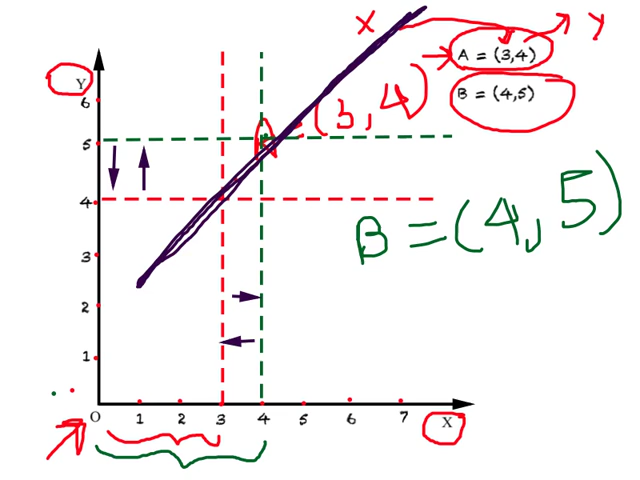 X
Y
A = (3,4)
Y
B = (4,5)
6
(3,4)
5
B = (4,5)
4
3
2
1
0 1 2 3 4 5 6 7 X